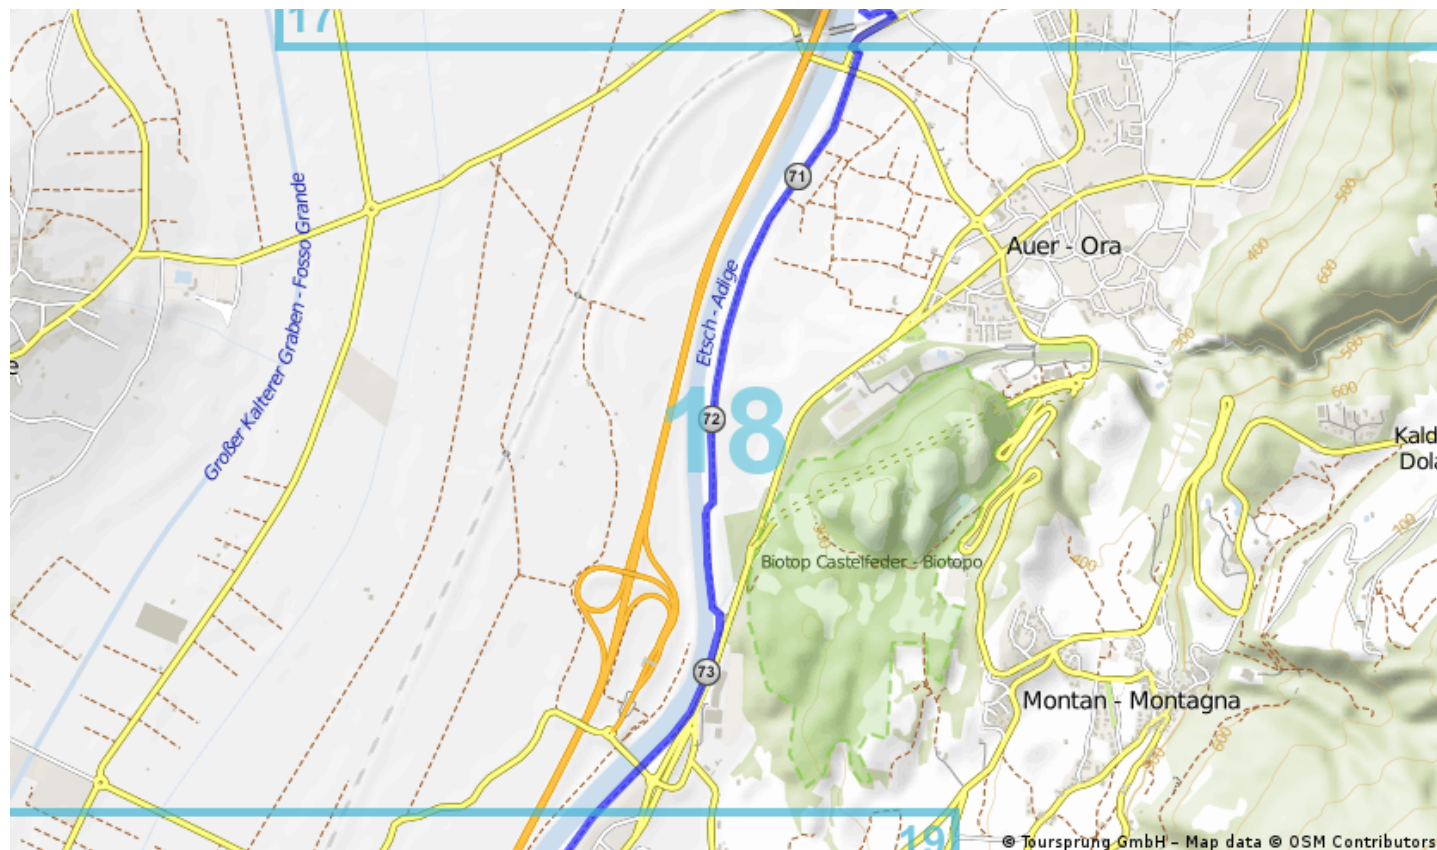 17
71
Großer Kalterer Graben - Fosso Grande
Auer - Ora
500
400
600
Etsch - Adige
300
500
600
72
18
Kald
Dola
300
Biotop Castelfeder - Biotopo
400
73
Montan - Montagna
600
19
© Toursprung GmbH – Map data © OSM Contributors